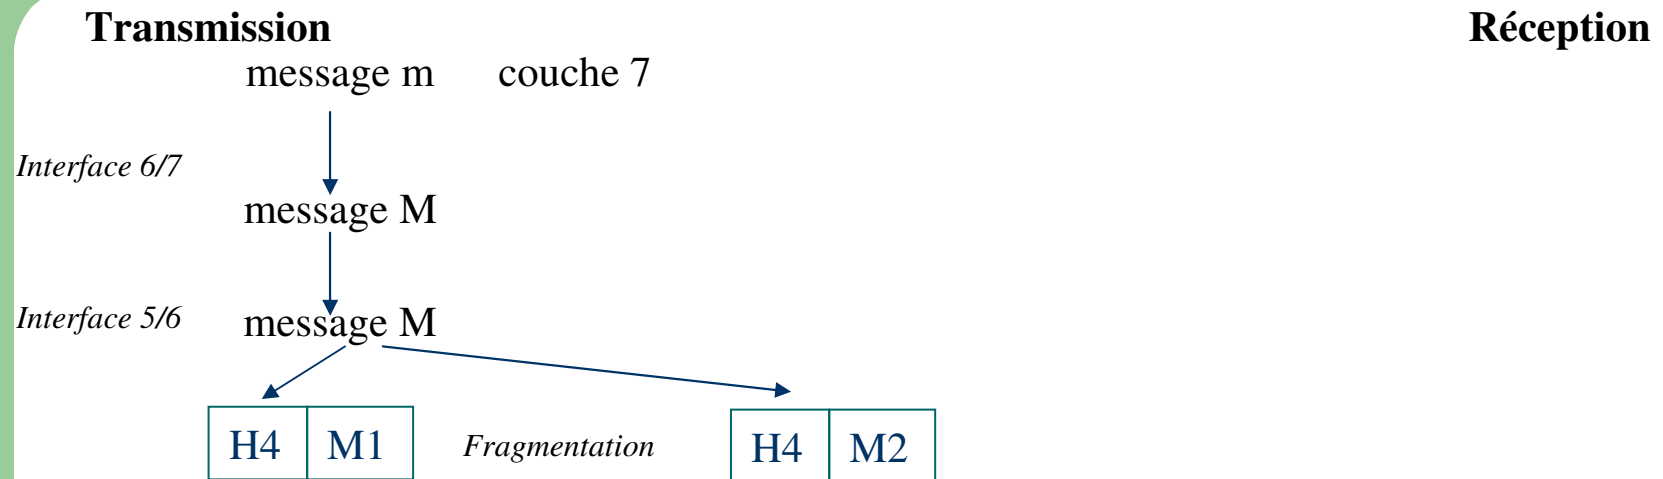 Transmission Réception
message m couche 7
Interface 6/7
message M
Interface 5/6 message M
H4 M1 Fragmentation H4 M2